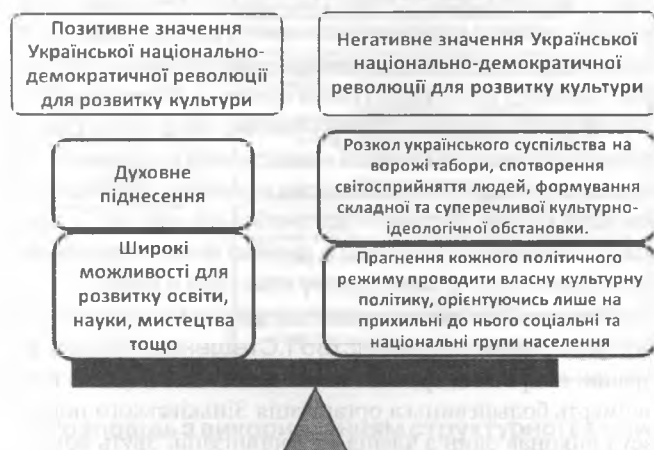 Позитивне значення
Української національно-
демократичної революції
для розвитку культури
Негативне значення Української
національно-демократичної
революції для розвитку культури
Духовне
піднесення
Розкол українського суспільства на
ворожі табори, спотворення
світосприйняття людей, формування
складної та суперечливої культурно-
ідеологічної обстановки.
Широкі
можливості для
розвитку освіти,
науки, мистецтва
тощо
Прагнення кожного політичного
режиму проводити власну культурну
політику, орієнтуючись лише на
прихильні до нього соціальні та
національні групи населення